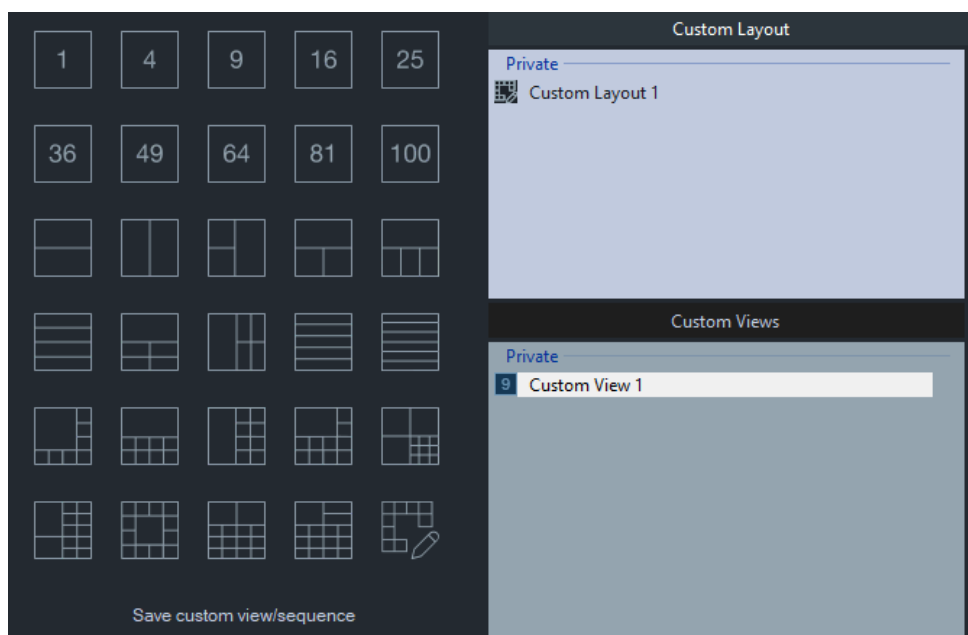 1 4 9 16 25
36 49 64 81 100
Save custom view/sequence
Custom Layout
Private
Custom Layout 1
Custom Views
Private
9 Custom View 1